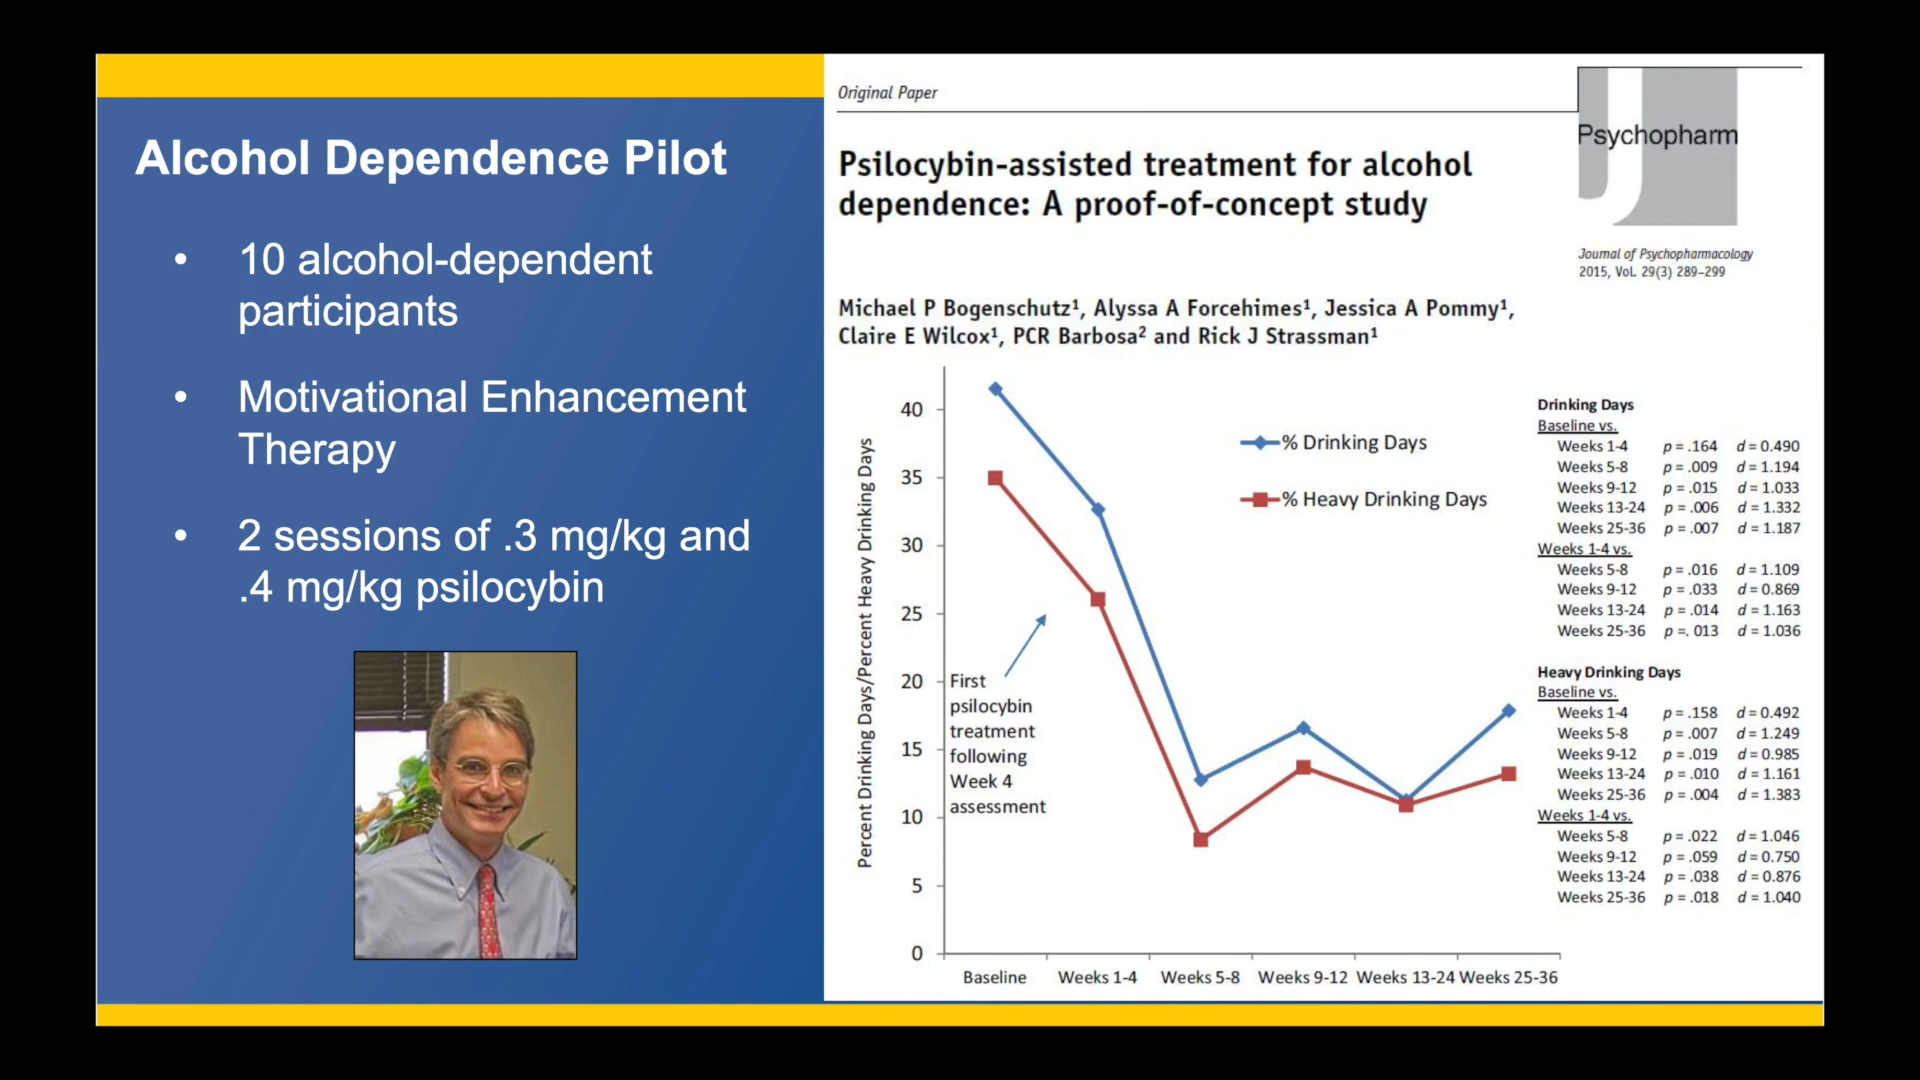 Alcohol Dependence Pilot
• 10 alcohol-dependent
participants
• Motivational Enhancement
Therapy
• 2 sessions of .3 mg/kg and
.4 mg/kg psilocybin
Original Paper
Psilocybin-assisted treatment for alcohol
dependence: A proof-of-concept study
J
Psychopharm
Journal of Psychopharmacology
2015, Vol. 29(3) 289–299
Michael P Bogenschutz¹, Alyssa A Forcehimes¹, Jessica A Pommy¹,
Claire E Wilcox¹, PCR Barbosa² and Rick J Strassman¹
Percent Drinking Days/Percent Heavy Drinking Days
40
35
30
25
20
15
10
5
0
% Drinking Days
% Heavy Drinking Days
First
psilocybin
treatment
following
Week 4
assessment
Baseline Weeks 1-4 Weeks 5-8 Weeks 9-12 Weeks 13-24 Weeks 25-36
Drinking Days
Baseline vs.
Weeks 1-4 p = .164 d = 0.490
Weeks 5-8 p = .009 d = 1.194
Weeks 9-12 p = .015 d = 1.033
Weeks 13-24 p = .006 d = 1.332
Weeks 25-36 p = .007 d = 1.187
Weeks 1-4 vs.
Weeks 5-8 p = .016 d = 1.109
Weeks 9-12 p = .033 d = 0.869
Weeks 13-24 p = .014 d = 1.163
Weeks 25-36 p =. 013 d = 1.036
Heavy Drinking Days
Baseline vs.
Weeks 1-4 p = .158 d = 0.492
Weeks 5-8 p = .007 d = 1.249
Weeks 9-12 p = .019 d = 0.985
Weeks 13-24 p = .010 d = 1.161
Weeks 25-36 p = .004 d = 1.383
Weeks 1-4 vs.
Weeks 5-8 p = .022 d = 1.046
Weeks 9-12 p = .059 d = 0.750
Weeks 13-24 p = .038 d = 0.876
Weeks 25-36 p = .018 d = 1.040